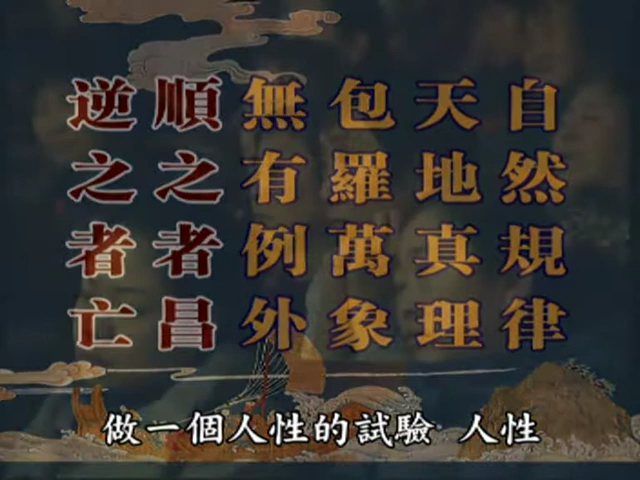 自然規律
天地真理
包羅萬象
無有例外
順之者昌
逆之者亡
做一個人性的試驗 人性